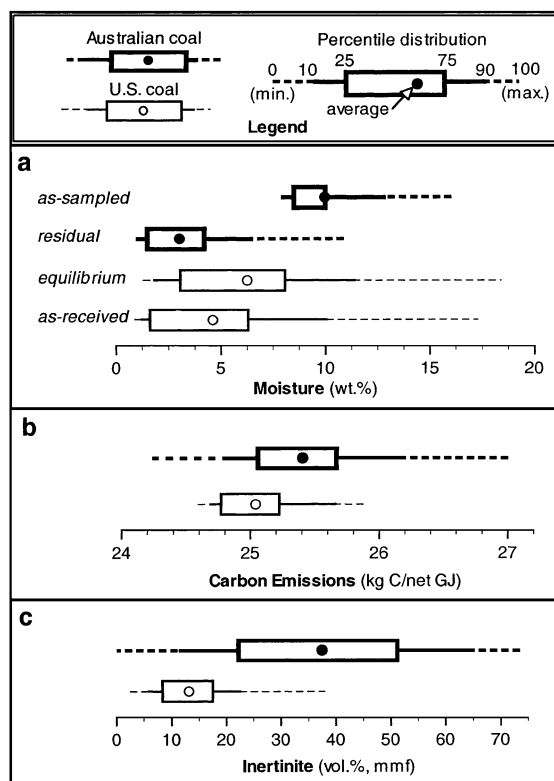 Australian coal
U.S. coal
Percentile distribution
0 10 25 75 90 100
(min.) (max.)
average
Legend
a
as-sampled
residual
equilibrium
as-received
0 5 10 15 20
Moisture (wt.%)
b
24 25 26 27
Carbon Emissions (kg C/net GJ)
c
0 10 20 30 40 50 60 70
Inertinite (vol.%, mmf)